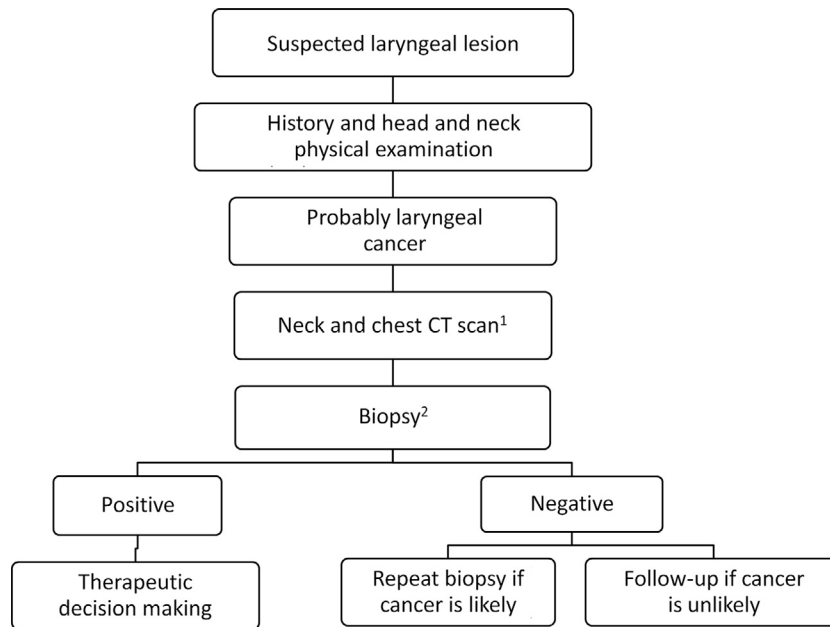 Suspected laryngeal lesion
History and head and neck
physical examination
Probably laryngeal
cancer
Neck and chest CT scan¹
Biopsy²
Positive
Negative
Therapeutic
decision making
Repeat biopsy if
cancer is likely
Follow-up if cancer
is unlikely